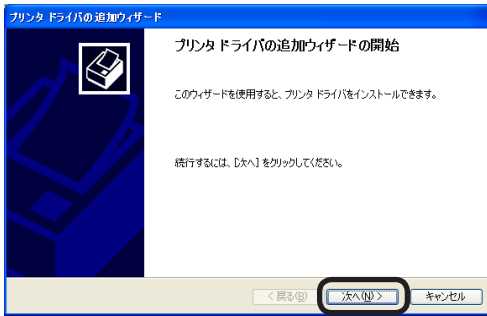 プリンタ ドライバの追加ウィザード
プリンタ ドライバの追加ウィザードの開始
このウィザードを使用すると、プリンタ ドライバをインストールできます。
続行するには、[次へ] をクリックしてください。
< 戻る(B)
次へ(N) >
キャンセル